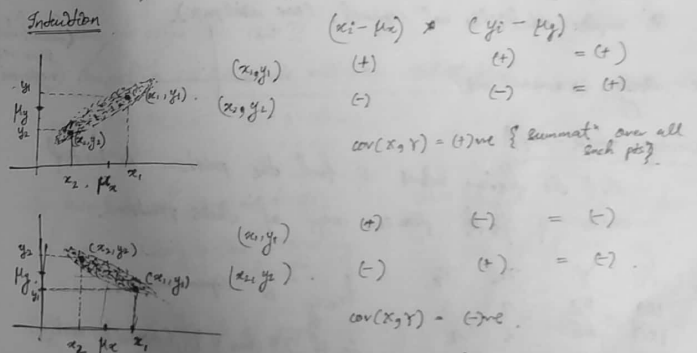 Intuition
(xi - μx) * (yi - μy)
(x1, y1) (+) (+) = (+)
(x2, y2) (-) (-) = (+)
cov(X, Y) = (+)ve { summatn over all such pts}.
y1
μy
y2
(x1, y1)
(x2, y2)
x2 . μx x1
(x1, y1) (+) (-) = (-)
(x2, y2) . (-) (+). = (-).
cov(X, Y) = (-)ve.
y2
μy
y1
(x2, y2)
(x1, y1)
x2 μx x1